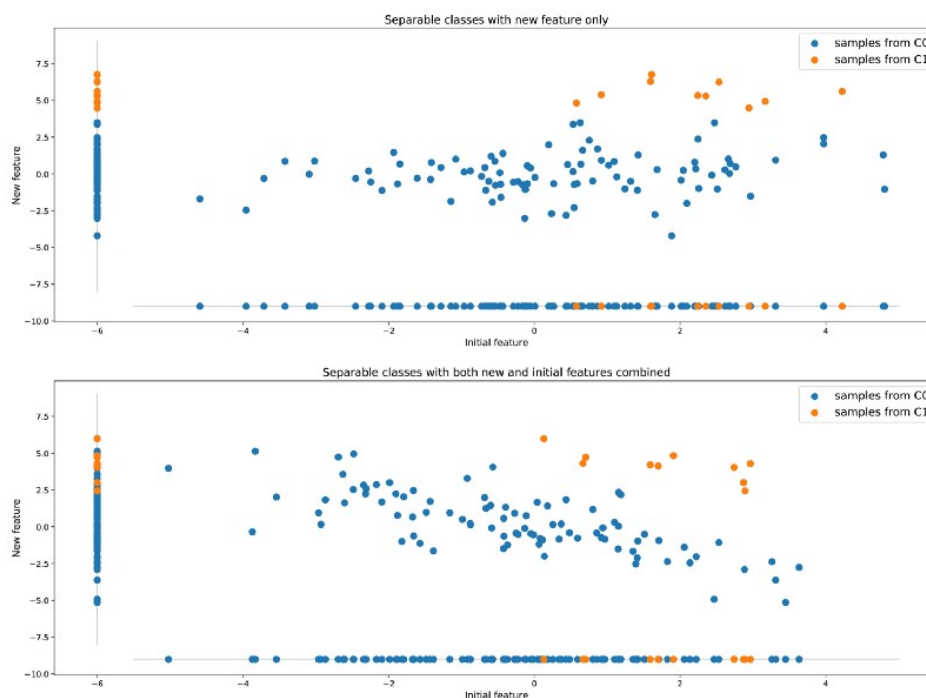 Separable classes with new feature only
samples from C0
samples from C1
7.5
5.0
2.5
0.0
−2.5
−5.0
−7.5
−10.0
New feature
−6
−4
−2
0
2
4
Initial feature
Separable classes with both new and initial features combined
samples from C0
samples from C1
7.5
5.0
2.5
0.0
−2.5
−5.0
−7.5
−10.0
New feature
−6
−4
−2
0
2
4
Initial feature